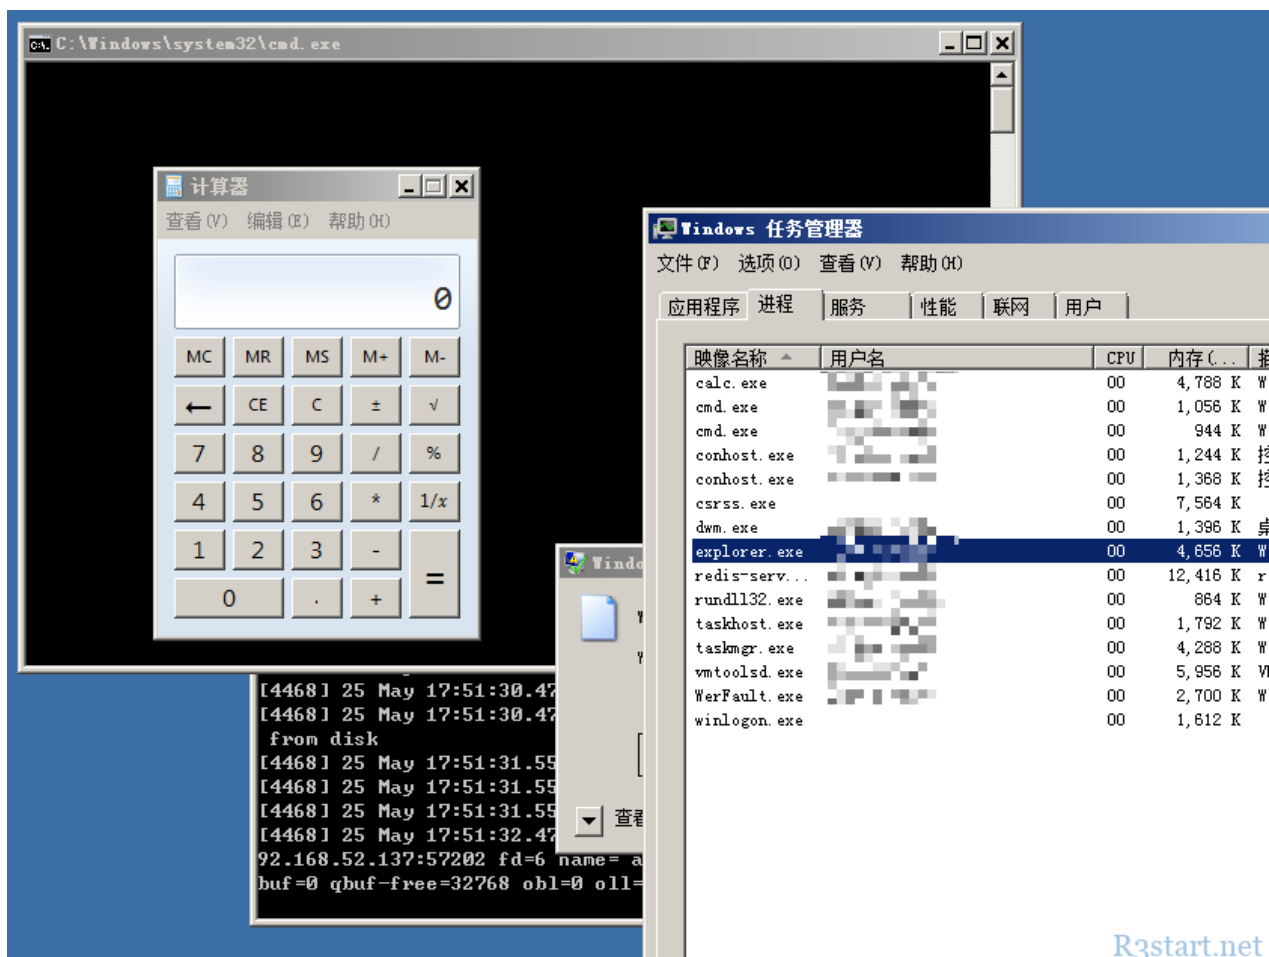 C:\Windows\system32\cmd.exe
计算器
查看(V) 编辑(E) 帮助(H)
0
MC MR MS M+ M-
← CE C ± √
7 8 9 / %
4 5 6 * 1/x
1 2 3 - =
0 . +
Windows 任务管理器
文件(F) 选项(O) 查看(V) 帮助(H)
应用程序 进程 服务 性能 联网 用户
映像名称 用户名 CPU 内存(...
calc.exe 00 4,788 K W
cmd.exe 00 1,056 K W
cmd.exe 00 944 K W
conhost.exe 00 1,244 K 控
conhost.exe 00 1,368 K 控
csrss.exe 00 7,564 K
dwm.exe 00 1,396 K 桌
explorer.exe 00 4,656 K W
redis-serv... 00 12,416 K r
rundll32.exe 00 864 K W
taskhost.exe 00 1,792 K W
taskmgr.exe 00 4,288 K W
vmtoolsd.exe 00 5,956 K VM
WerFault.exe 00 2,700 K W
winlogon.exe 00 1,612 K
Windo
查看
[4468] 25 May 17:51:30.47
[4468] 25 May 17:51:30.47
from disk
[4468] 25 May 17:51:31.55
[4468] 25 May 17:51:31.55
[4468] 25 May 17:51:31.55
[4468] 25 May 17:51:32.47
92.168.52.137:57202 fd=6 name= a
buf=0 qbuf-free=32768 obl=0 oll=
R3start.net